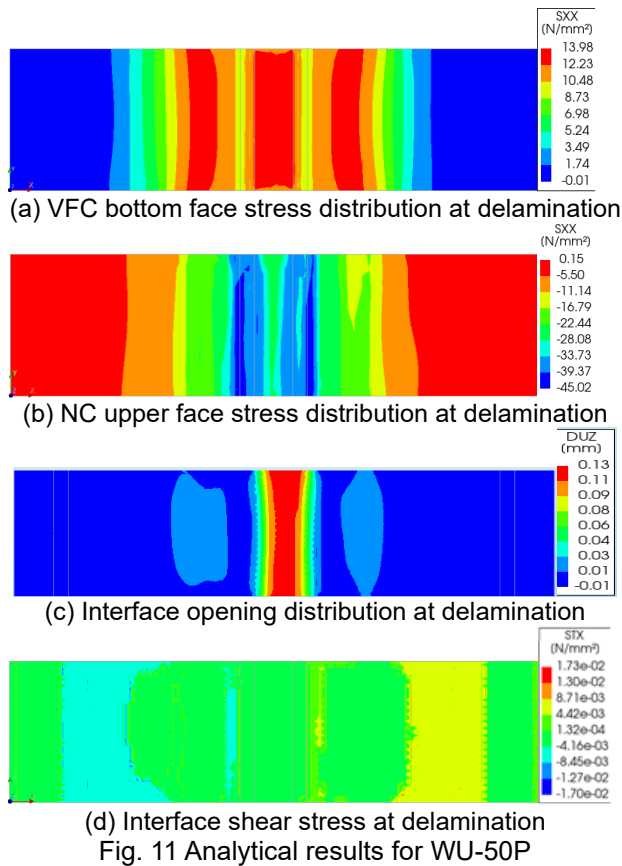 SXX
(N/mm²)
13.98
12.23
10.48
8.73
6.98
5.24
3.49
1.74
-0.01
(a) VFC bottom face stress distribution at delamination
SXX
(N/mm²)
0.15
-5.50
-11.14
-16.79
-22.44
-28.08
-33.73
-39.37
-45.02
(b) NC upper face stress distribution at delamination
DUZ
(mm)
0.13
0.11
0.09
0.08
0.06
0.04
0.03
0.01
-0.01
(c) Interface opening distribution at delamination
STX
(N/mm²)
1.73e-02
1.30e-02
8.71e-03
4.42e-03
1.32e-04
-4.16e-03
-8.45e-03
-1.27e-02
-1.70e-02
(d) Interface shear stress at delamination
Fig. 11 Analytical results for WU-50P